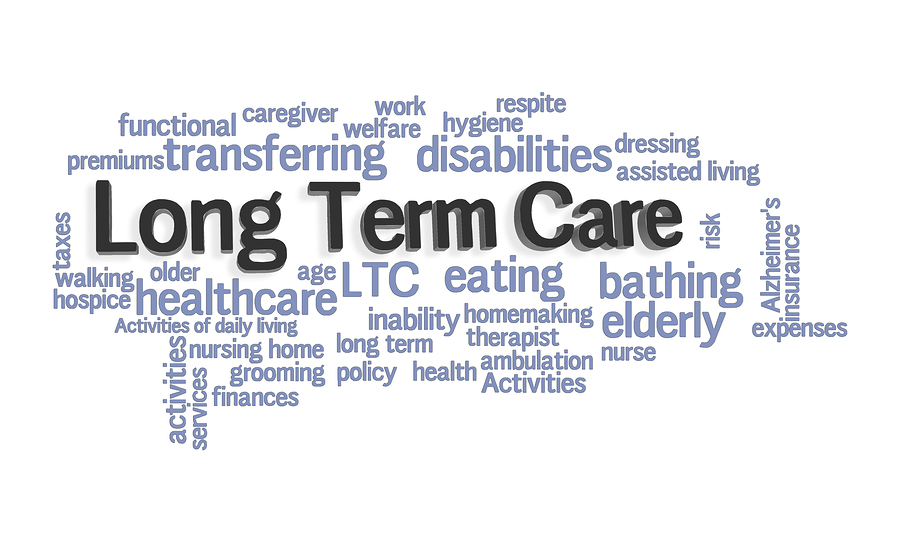 respite
work
caregiver
hygiene
functional
welfare
dressing
premiums
transferring
disabilities
assisted living
Long Term Care
taxes
risk
Alzheimer's
insurance
walking
older
age
LTC
eating
bathing
hospice
healthcare
homemaking
elderly
Activities of daily living
inability
expenses
therapist
nursing home
long term
nurse
ambulation
activities
services
grooming
policy
health
Activities
finances